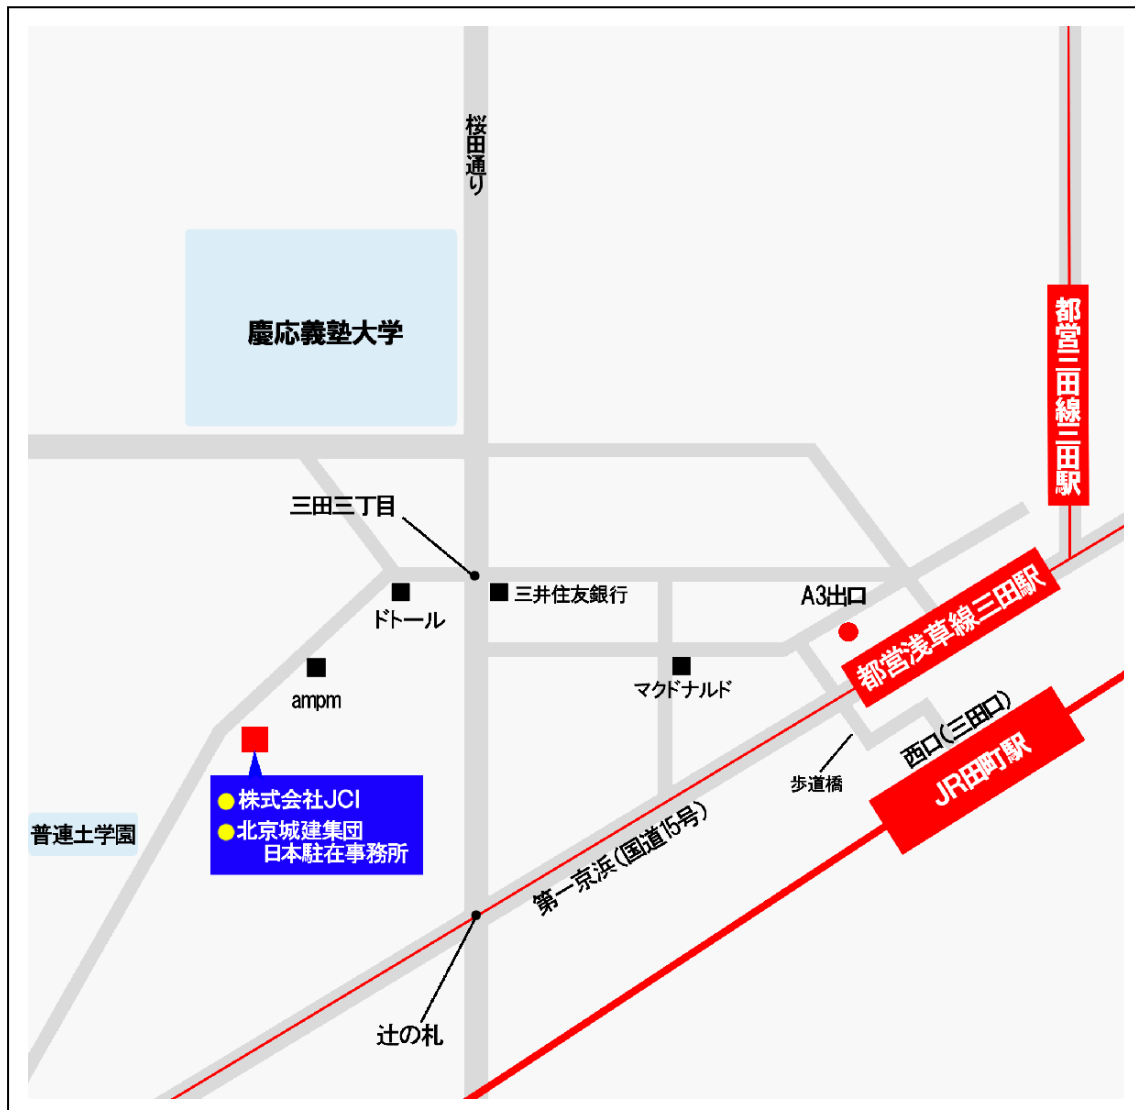 桜田通り
慶応義塾大学
都営三田線三田駅
三田三丁目
三井住友銀行
A3出口
ドトール
都営浅草線三田駅
ampm
マクドナルド
西口(三田口)
JR田町駅
歩道橋
株式会社JCI
北京城建集団
日本駐在事務所
普連土学園
第一京浜(国道15号)
辻の札